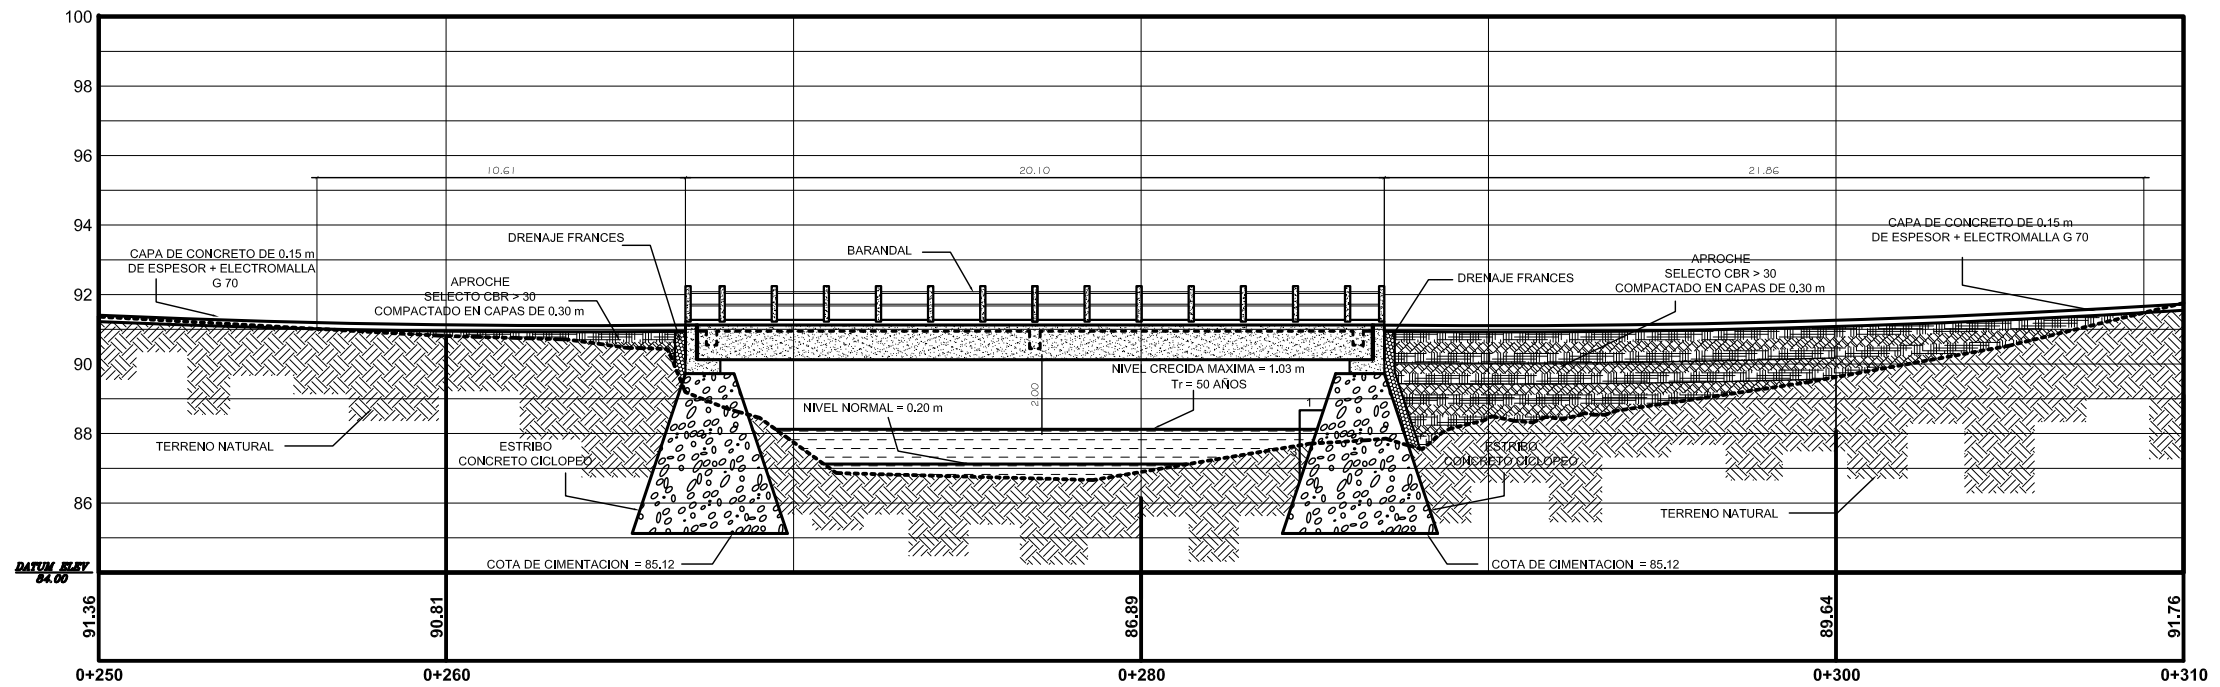 100
98
96
94
92
90
88
86
DATUM ELEV
84.00
10.61
20.10
21.86
CAPA DE CONCRETO DE 0.15 m
DE ESPESOR + ELECTROMALLA
G 70
DRENAJE FRANCES
APROCHE
SELECTO CBR > 30
COMPACTADO EN CAPAS DE 0.30 m
BARANDAL
DRENAJE FRANCES
APROCHE
SELECTO CBR > 30
COMPACTADO EN CAPAS DE 0.30 m
CAPA DE CONCRETO DE 0.15 m
DE ESPESOR + ELECTROMALLA G 70
NIVEL CRECIDA MAXIMA = 1.03 m
Tr = 50 AÑOS
2.00
NIVEL NORMAL = 0.20 m
1
TERRENO NATURAL
ESTRIBO
CONCRETO CICLOPEO
ESTRIBO
CONCRETO CICLOPEO
TERRENO NATURAL
COTA DE CIMENTACION = 85.12
COTA DE CIMENTACION = 85.12
91.36
90.81
86.89
89.64
91.76
0+250
0+260
0+280
0+300
0+310